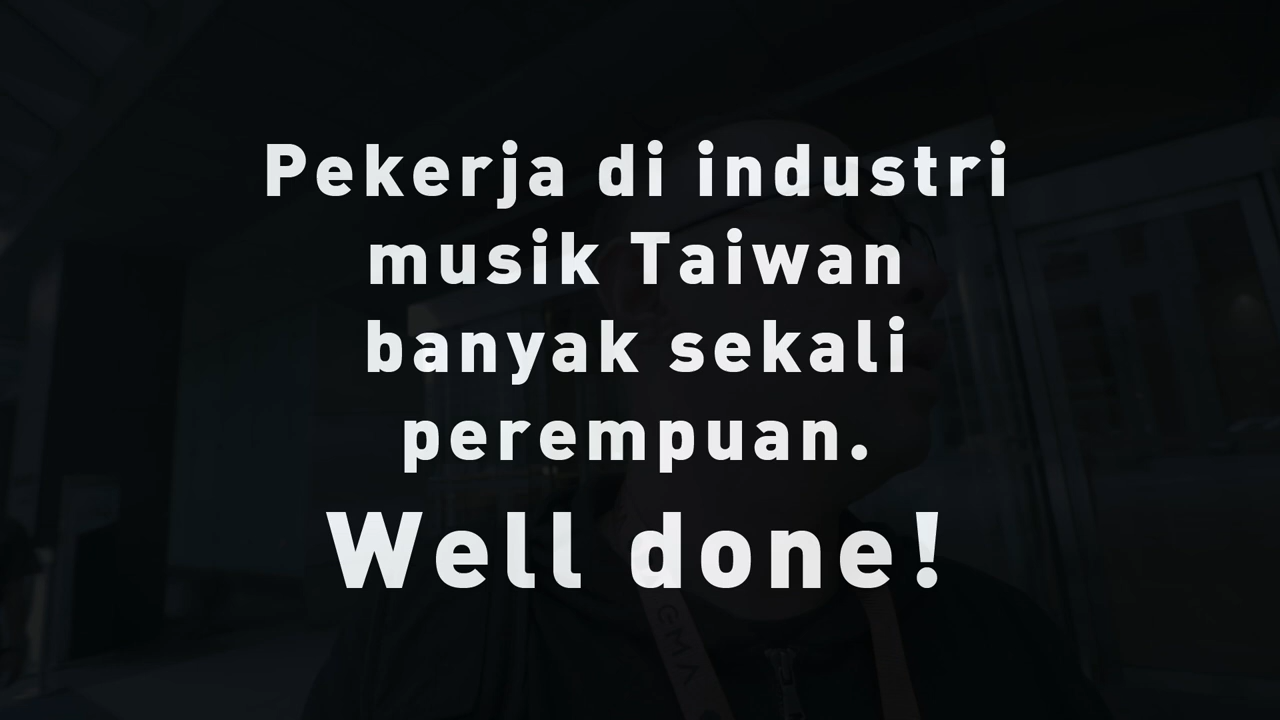 Pekerja di industri
musik Taiwan
banyak sekali
perempuan.
Well done!